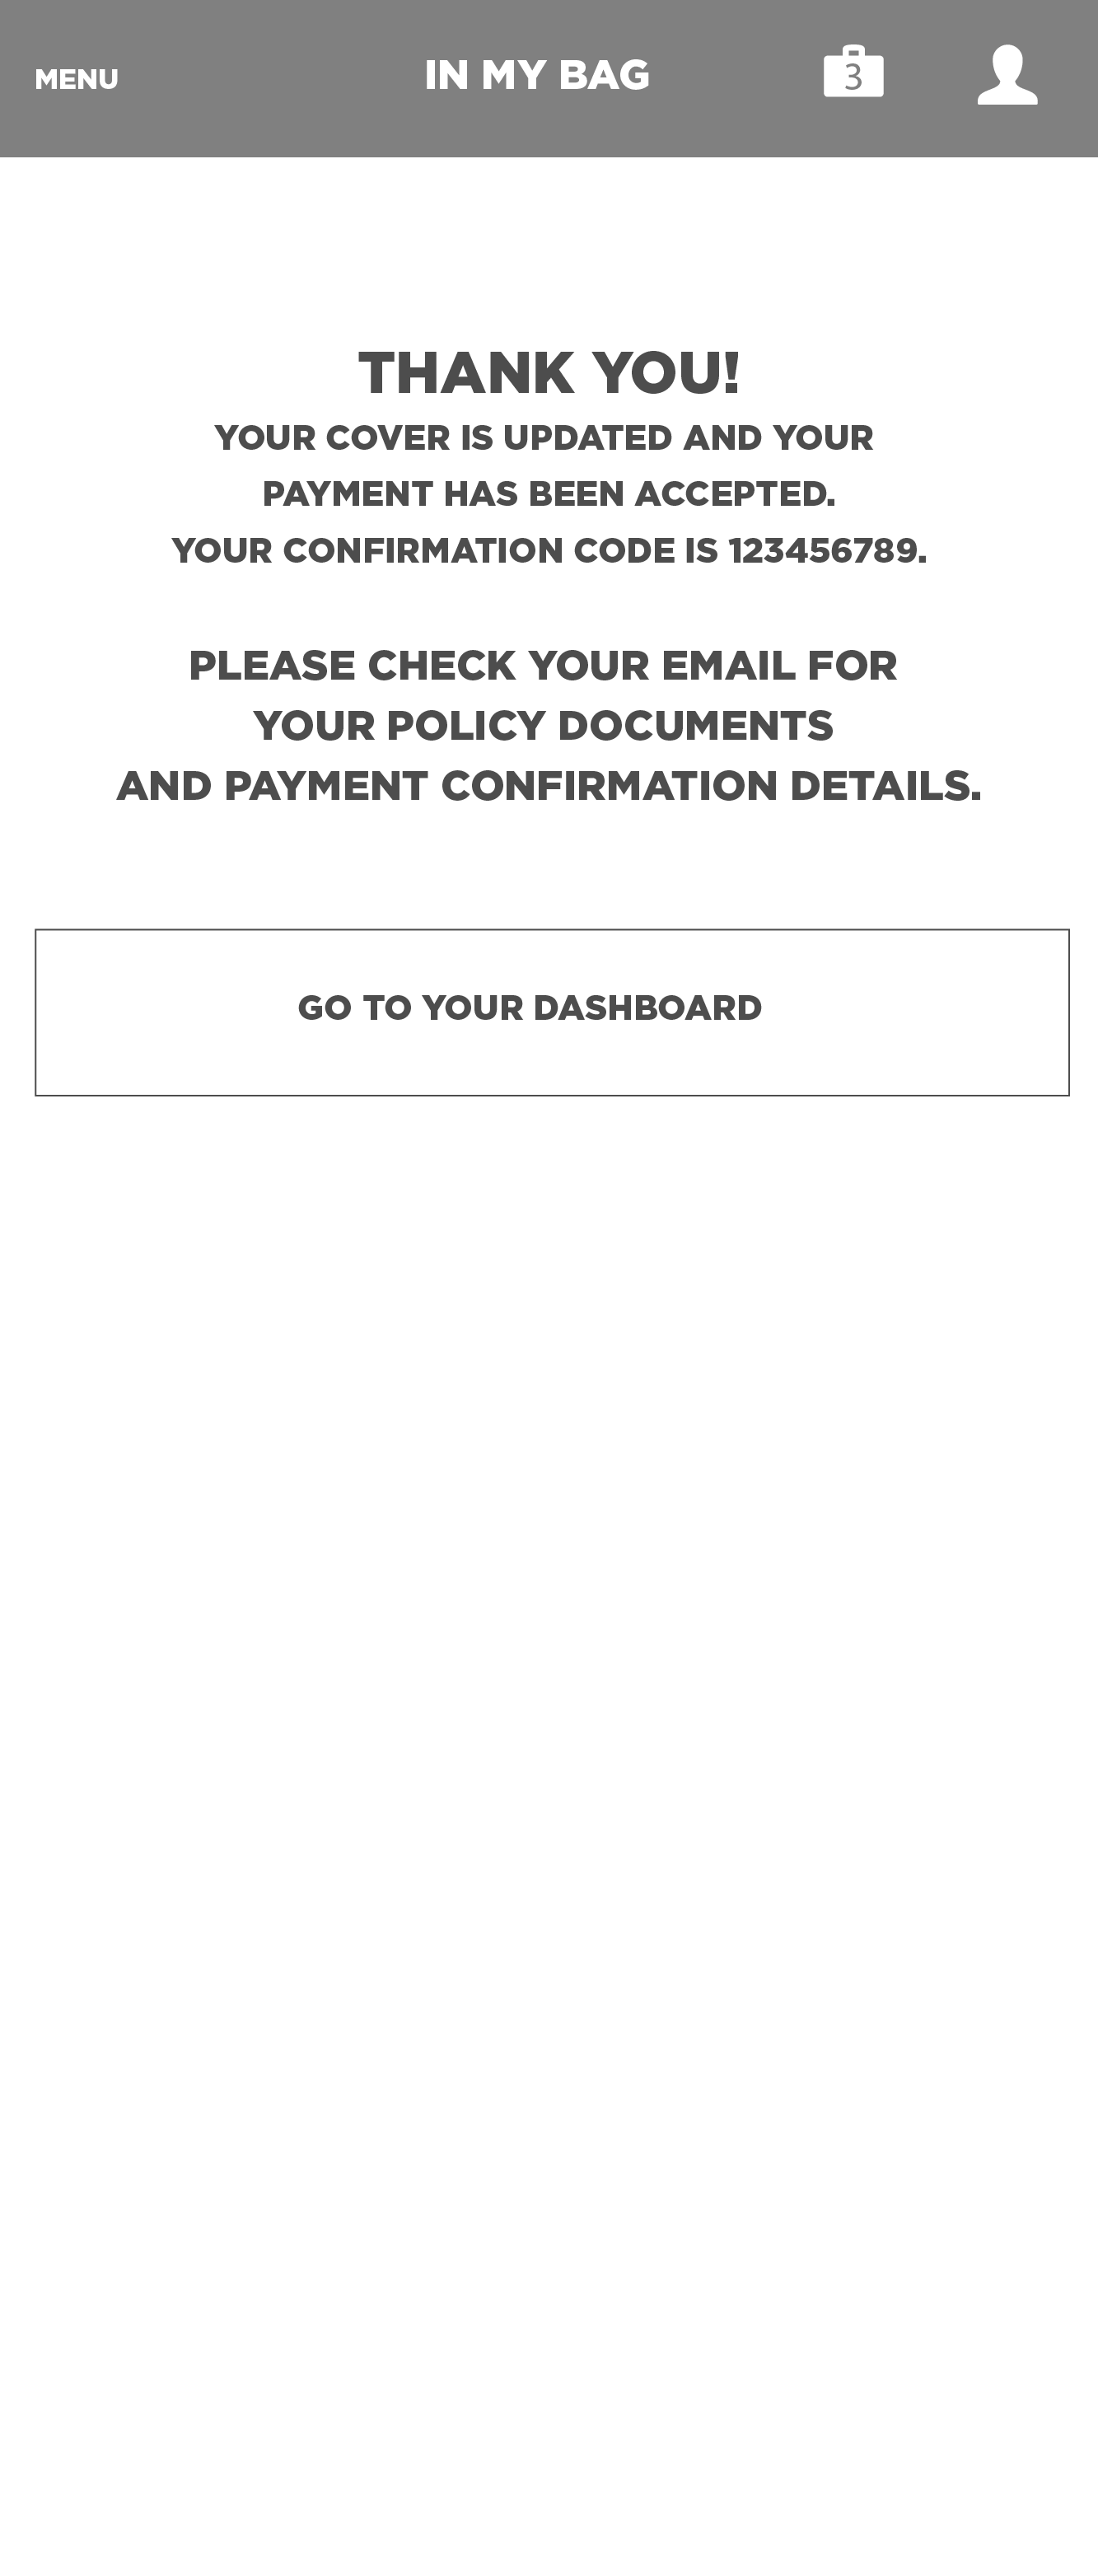 MENU
IN MY BAG
3
THANK YOU!
YOUR COVER IS UPDATED AND YOUR
PAYMENT HAS BEEN ACCEPTED.
YOUR CONFIRMATION CODE IS 123456789.
PLEASE CHECK YOUR EMAIL FOR
YOUR POLICY DOCUMENTS
AND PAYMENT CONFIRMATION DETAILS.
GO TO YOUR DASHBOARD